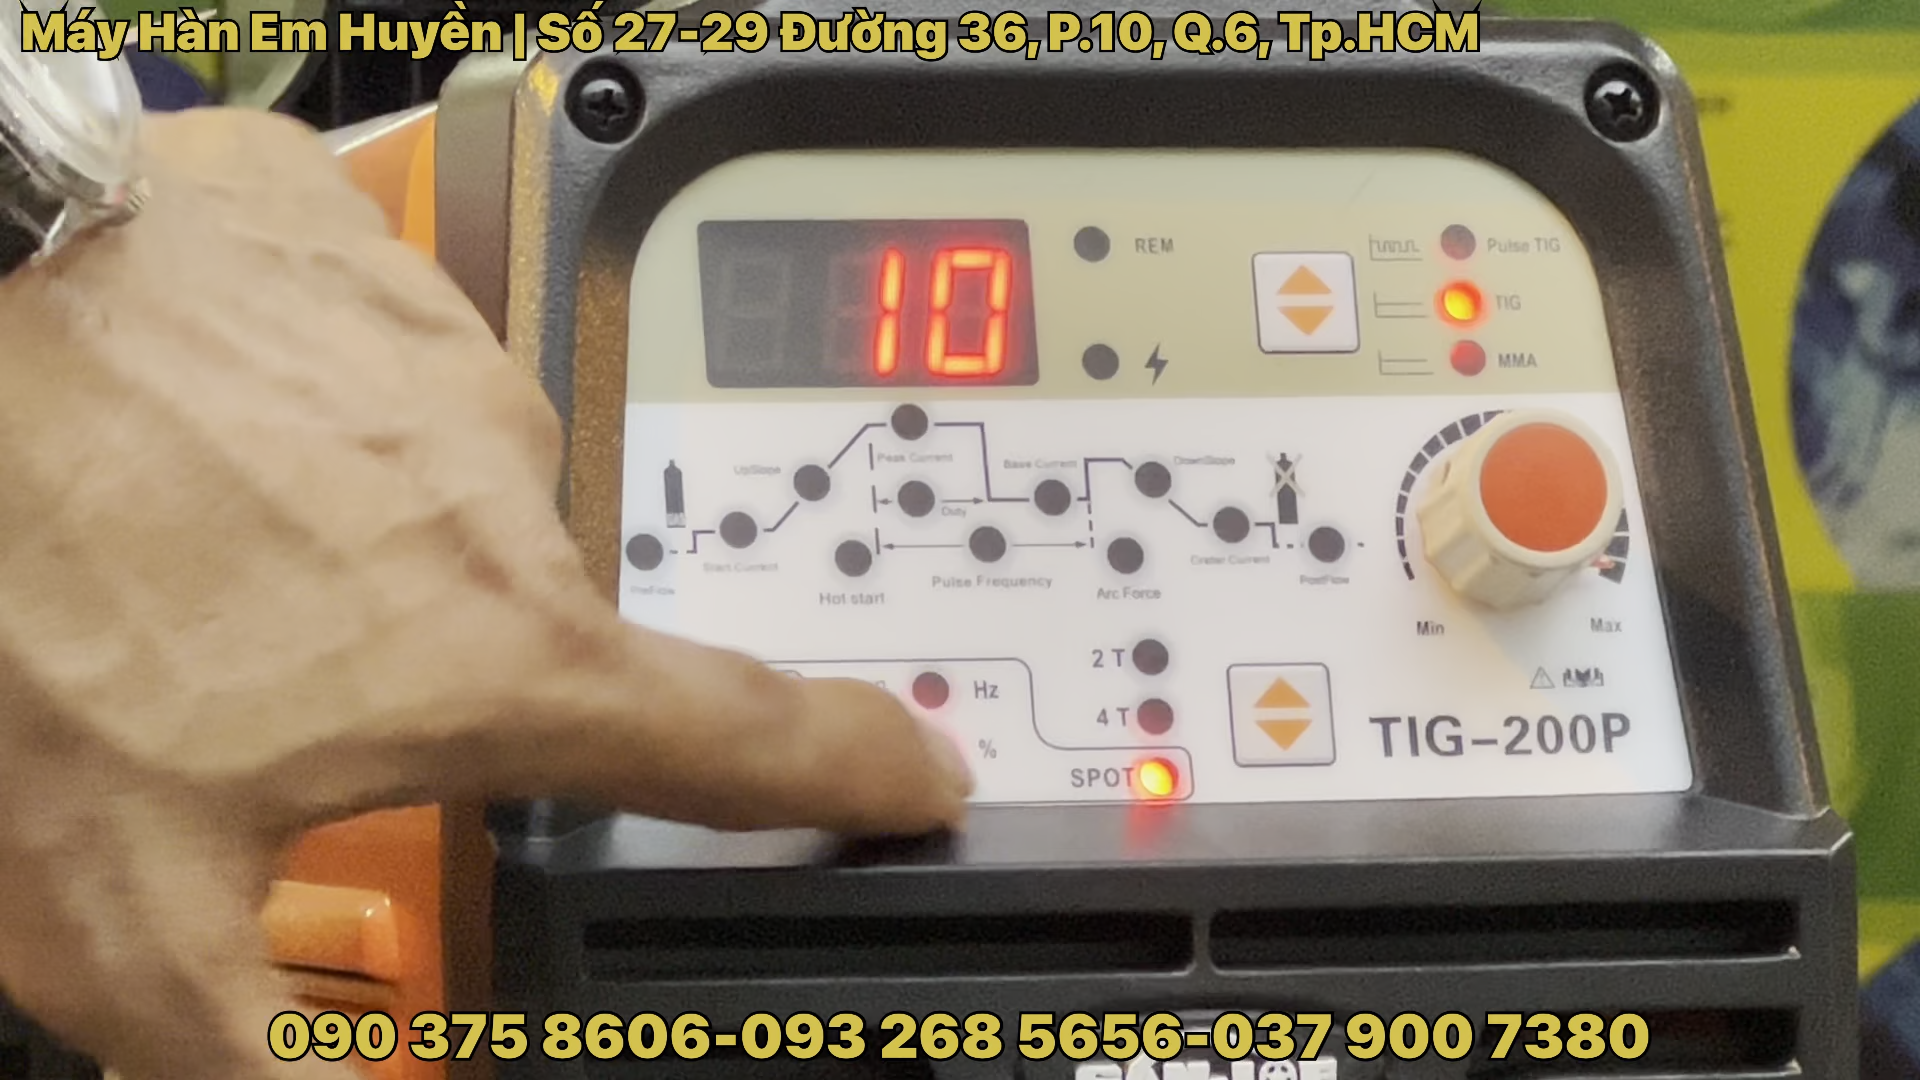 Máy Hàn Em Huyền | Số 27-29 Đường 36, P.10, Q.6, Tp.HCM
10
REM
Pulse TIG
TIG
MMA
UpSlope
Peak Current
Base Current
DownSlope
Duty
PreFlow
Start Current
Hot start
Pulse Frequency
Arc Force
Crater Current
PostFlow
Min
Max
2 T
Hz
4 T
%
SPOT
TIG-200P
090 375 8606-093 268 5656-037 900 7380